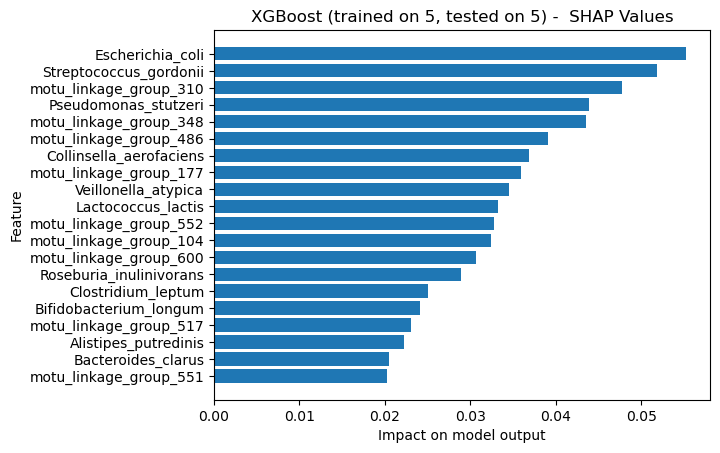 XGBoost (trained on 5, tested on 5) -  SHAP Values
Escherichia_coli
Streptococcus_gordonii
motu_linkage_group_310
Pseudomonas_stutzeri
motu_linkage_group_348
motu_linkage_group_486
Collinsella_aerofaciens
motu_linkage_group_177
Veillonella_atypica
Lactococcus_lactis
motu_linkage_group_552
motu_linkage_group_104
motu_linkage_group_600
Roseburia_inulinivorans
Clostridium_leptum
Bifidobacterium_longum
motu_linkage_group_517
Alistipes_putredinis
Bacteroides_clarus
motu_linkage_group_551
Feature
0.00 0.01 0.02 0.03 0.04 0.05
Impact on model output